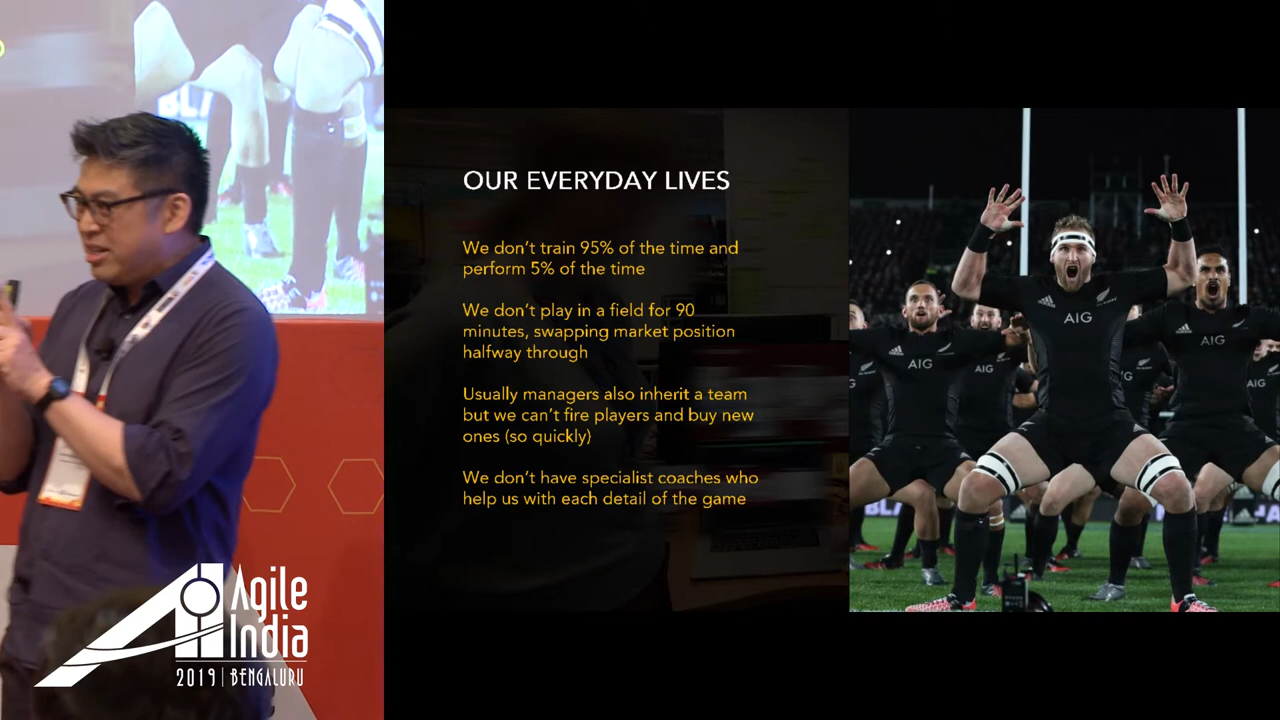 OUR EVERYDAY LIVES
We don't train 95% of the time and
perform 5% of the time
We don't play in a field for 90
minutes, swapping market position
halfway through
Usually managers also inherit a team
but we can't fire players and buy new
ones (so quickly)
We don't have specialist coaches who
help us with each detail of the game
AIG
AIG
AIG
AIG
AIG
Agile
India
2019 | BENGALURU